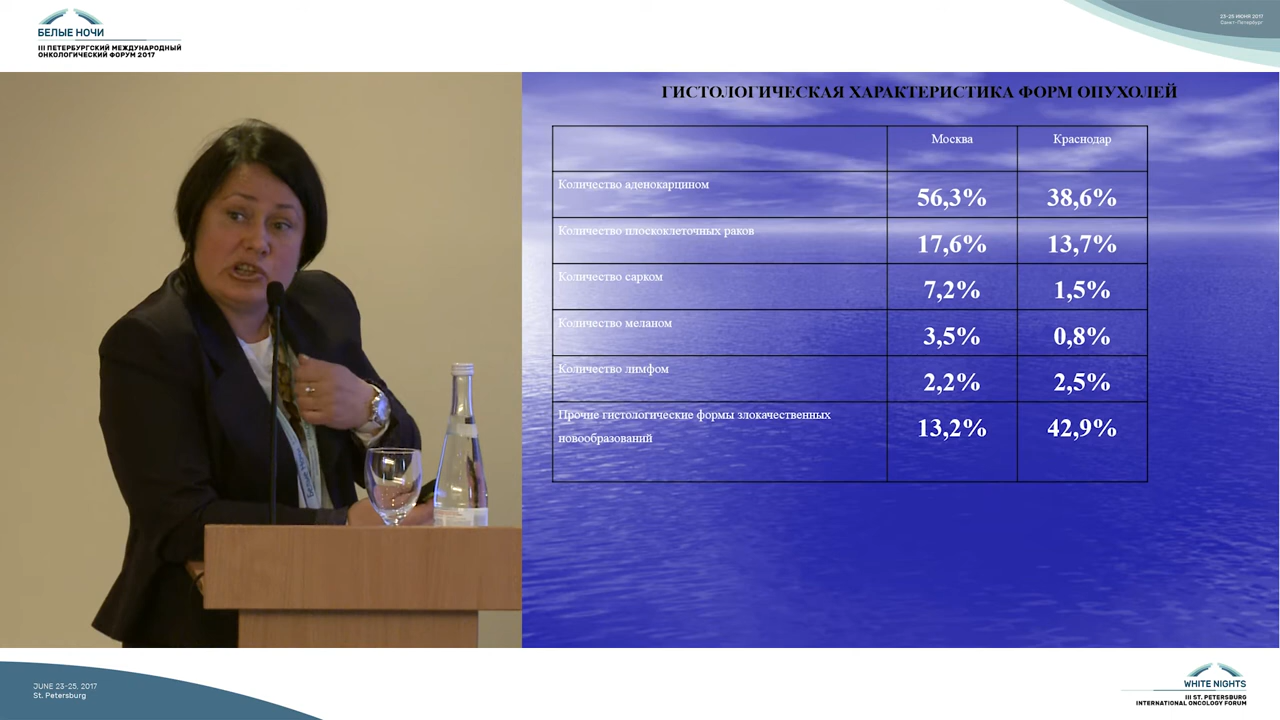 БЕЛЫЕ НОЧИ
III ПЕТЕРБУРГСКИЙ МЕЖДУНАРОДНЫЙ
ОНКОЛОГИЧЕСКИЙ ФОРУМ 2017
23-25 ИЮНЯ 2017
Санкт-Петербург
ГИСТОЛОГИЧЕСКАЯ ХАРАКТЕРИСТИКА ФОРМ ОПУХОЛЕЙ
Москва Краснодар
Количество аденокарцином 56,3% 38,6%
Количество плоскоклеточных раков 17,6% 13,7%
Количество сарком 7,2% 1,5%
Количество меланом 3,5% 0,8%
Количество лимфом 2,2% 2,5%
Прочие гистологические формы злокачественных
новообразований 13,2% 42,9%
JUNE 23-25, 2017
St. Petersburg
WHITE NIGHTS
III ST. PETERSBURG
INTERNATIONAL ONCOLOGY FORUM